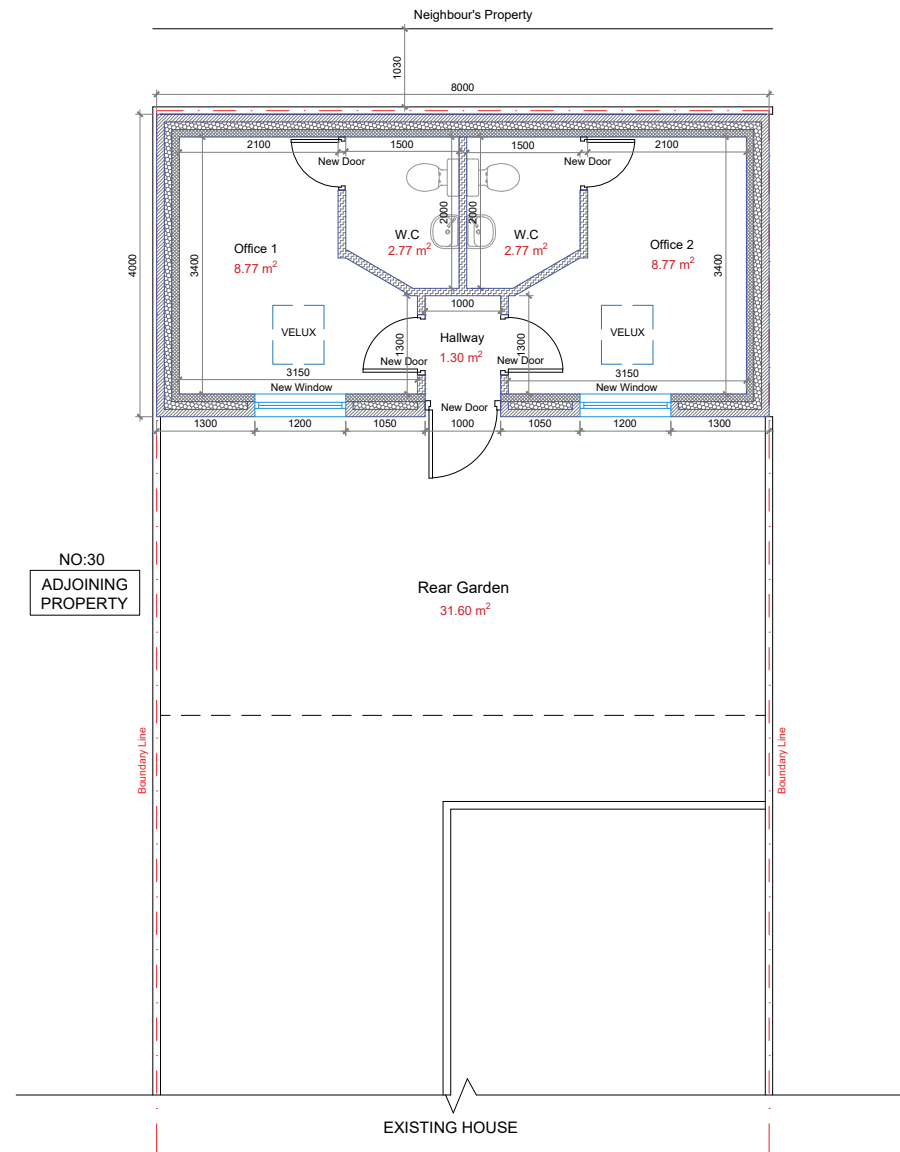 Neighbour's Property
1030
8000
2100
1500
1500
2100
New Door
New Door
2000
2000
4000
3400
3400
Office 1
8.77 m²
W.C
2.77 m²
W.C
2.77 m²
Office 2
8.77 m²
VELUX
VELUX
1000
Hallway
1.30 m²
1300
1300
New Door
New Door
3150
3150
New Window
New Window
New Door
1300
1200
1050
1000
1050
1200
1300
NO:30
ADJOINING
PROPERTY
Rear Garden
31.60 m²
Boundary Line
Boundary Line
EXISTING HOUSE